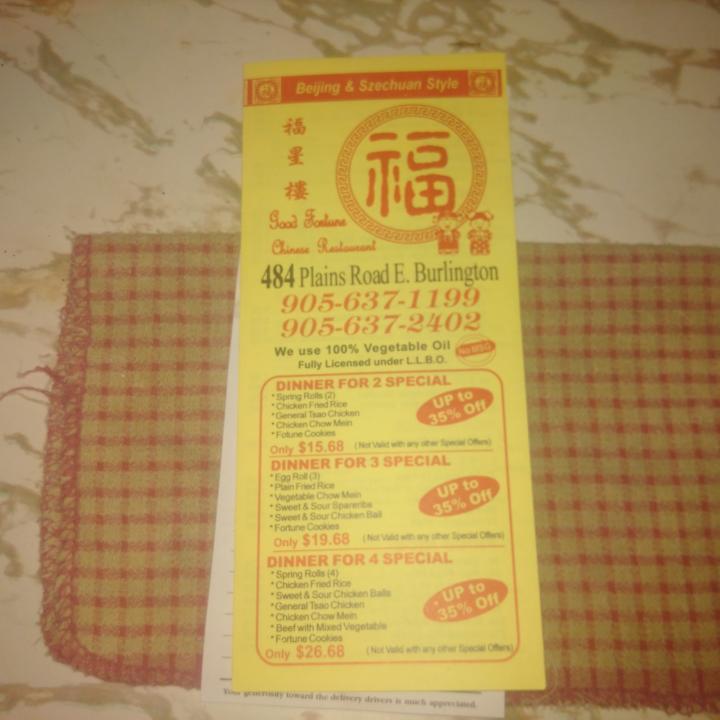 Beijing & Szechuan Style
福
星
樓
福
Good Fortune
Chinese Restaurant
484 Plains Road E. Burlington
905-637-1199
905-637-2402
We use 100% Vegetable Oil
No MSG
Fully Licensed under L.L.B.O.
DINNER FOR 2 SPECIAL
* Spring Rolls (2)
* Chicken Fried Rice
* General Tsao Chicken
* Chicken Chow Mein
* Fotune Cookies
UP to
35% Off
Only $15.68 (Not Valid with any other Special Offers)
DINNER FOR 3 SPECIAL
* Egg Roll (3)
* Plain Fried Rice
* Vegetable Chow Mein
* Sweet & Sour Spareribs
* Sweet & Sour Chicken Ball
* Fortune Cookies
UP to
35% Off
Only $19.68 (Not Valid with any other Special Offers)
DINNER FOR 4 SPECIAL
* Spring Rolls (4)
* Chicken Fried Rice
* Sweet & Sour Chicken Balls
* General Tsao Chicken
* Chicken Chow Mein
* Beef with Mixed Vegetable
* Fortune Cookies
UP to
35% Off
Only $26.68 (Not Valid with any other Special Offers)
Your generosity toward the delivery drivers is much appreciated.